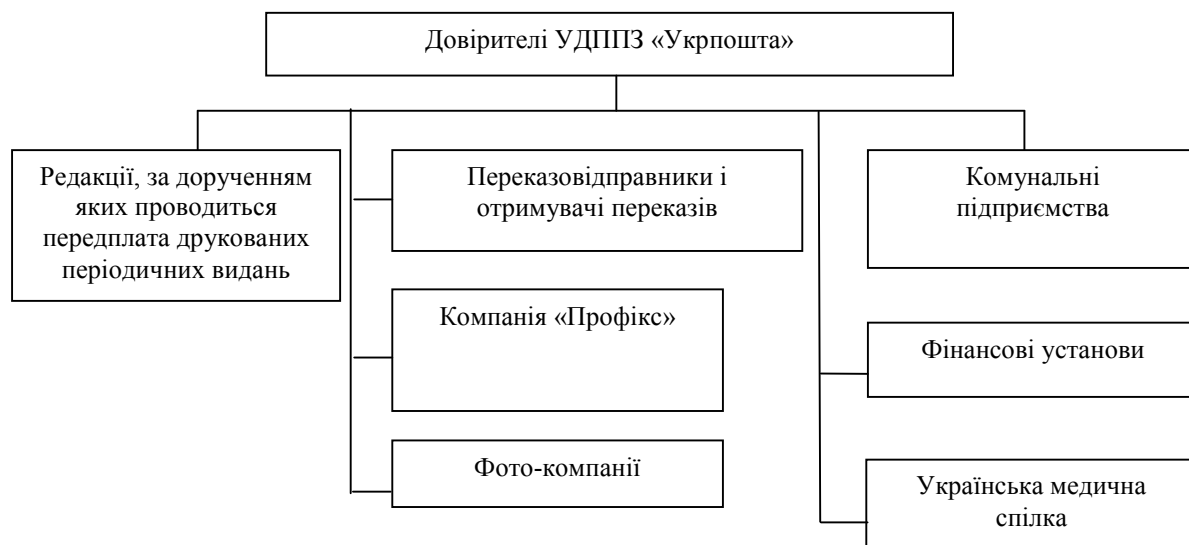 Довірителі УДППЗ «Укрпошта»
Редакції, за дорученням
яких проводиться
передплата друкованих
періодичних видань
Переказовідправники і
отримувачі переказів
Компанія «Профікс»
Фото-компанії
Комунальні
підприємства
Фінансові установи
Українська медична
спілка